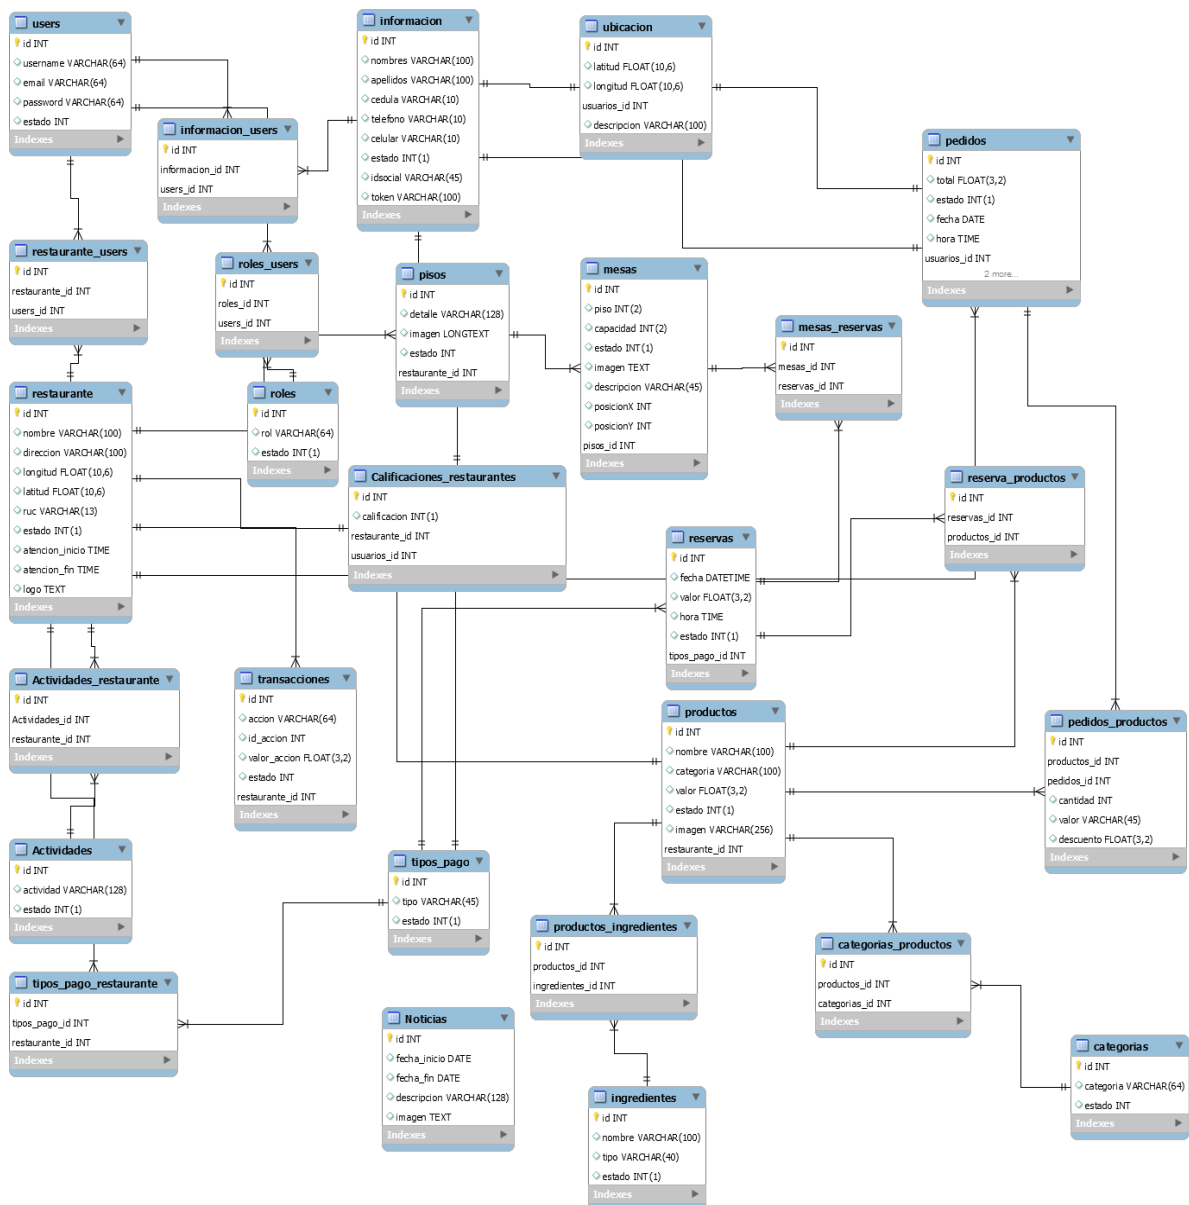 users
id INT
username VARCHAR(64)
email VARCHAR(64)
password VARCHAR(64)
estado INT
Indexes
informacion
id INT
nombres VARCHAR(100)
apellidos VARCHAR(100)
cedula VARCHAR(10)
telefono VARCHAR(10)
celular VARCHAR(10)
estado INT(1)
idsocial VARCHAR(45)
token VARCHAR(100)
Indexes
ubicacion
id INT
latitud FLOAT(10,6)
longitud FLOAT(10,6)
usuarios_id INT
descripcion VARCHAR(100)
Indexes
informacion_users
id INT
informacion_id INT
users_id INT
Indexes
pedidos
id INT
total FLOAT(3,2)
estado INT(1)
fecha DATE
hora TIME
usuarios_id INT
2 more...
Indexes
restaurante_users
id INT
restaurante_id INT
users_id INT
Indexes
roles_users
id INT
roles_id INT
users_id INT
Indexes
pisos
id INT
detalle VARCHAR(128)
imagen LONGTEXT
estado INT
restaurante_id INT
Indexes
mesas
id INT
piso INT(2)
capacidad INT(2)
estado INT(1)
imagen TEXT
descripcion VARCHAR(45)
posicionX INT
posicionY INT
pisos_id INT
Indexes
mesas_reservas
id INT
mesas_id INT
reservas_id INT
Indexes
restaurante
id INT
nombre VARCHAR(100)
direccion VARCHAR(100)
longitud FLOAT(10,6)
latitud FLOAT(10,6)
ruc VARCHAR(13)
estado INT(1)
atencion_inicio TIME
atencion_fin TIME
logo TEXT
Indexes
roles
id INT
rol VARCHAR(64)
estado INT(1)
Indexes
Calificaciones_restaurantes
id INT
calificacion INT(1)
restaurante_id INT
usuarios_id INT
Indexes
reserva_productos
id INT
reservas_id INT
productos_id INT
Indexes
reservas
id INT
fecha DATETIME
valor FLOAT(3,2)
hora TIME
estado INT(1)
tipos_pago_id INT
Indexes
Actividades_restaurante
id INT
Actividades_id INT
restaurante_id INT
Indexes
transacciones
id INT
accion VARCHAR(64)
id_accion INT
valor_accion FLOAT(3,2)
estado INT
restaurante_id INT
Indexes
productos
id INT
nombre VARCHAR(100)
categoria VARCHAR(100)
valor FLOAT(3,2)
estado INT(1)
imagen VARCHAR(256)
restaurante_id INT
Indexes
pedidos_productos
id INT
productos_id INT
pedidos_id INT
cantidad INT
valor VARCHAR(45)
descuento FLOAT(3,2)
Indexes
Actividades
id INT
actividad VARCHAR(128)
estado INT(1)
Indexes
tipos_pago
id INT
tipo VARCHAR(45)
estado INT(1)
Indexes
productos_ingredientes
id INT
productos_id INT
ingredientes_id INT
Indexes
categorias_productos
id INT
productos_id INT
categorias_id INT
Indexes
tipos_pago_restaurante
id INT
tipos_pago_id INT
restaurante_id INT
Indexes
Noticias
id INT
fecha_inicio DATE
fecha_fin DATE
descripcion VARCHAR(128)
imagen TEXT
Indexes
categorias
id INT
categoria VARCHAR(64)
estado INT
Indexes
ingredientes
id INT
nombre VARCHAR(100)
tipo VARCHAR(40)
estado INT(1)
Indexes